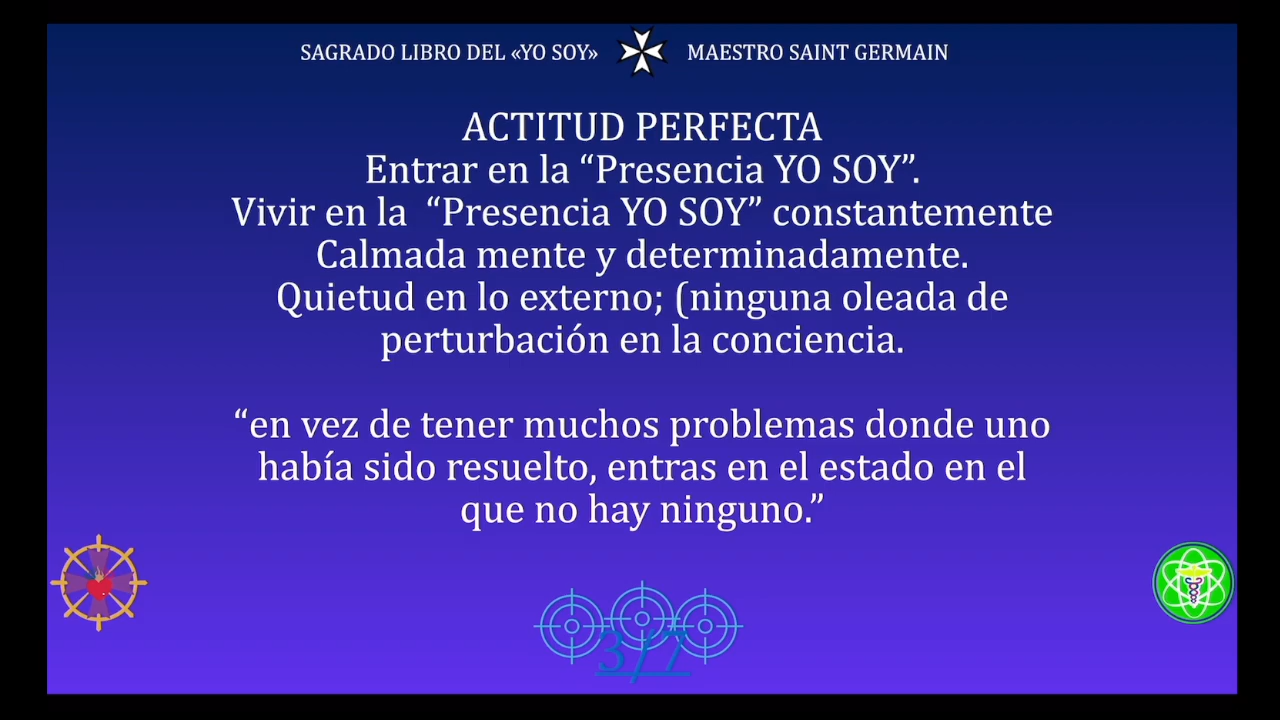 SAGRADO LIBRO DEL «YO SOY» MAESTRO SAINT GERMAIN
ACTITUD PERFECTA
Entrar en la “Presencia YO SOY”.
Vivir en la “Presencia YO SOY” constantemente
Calmada mente y determinadamente.
Quietud en lo externo; (ninguna oleada de
perturbación en la conciencia.
“en vez de tener muchos problemas donde uno
había sido resuelto, entras en el estado en el
que no hay ninguno.”
3/7